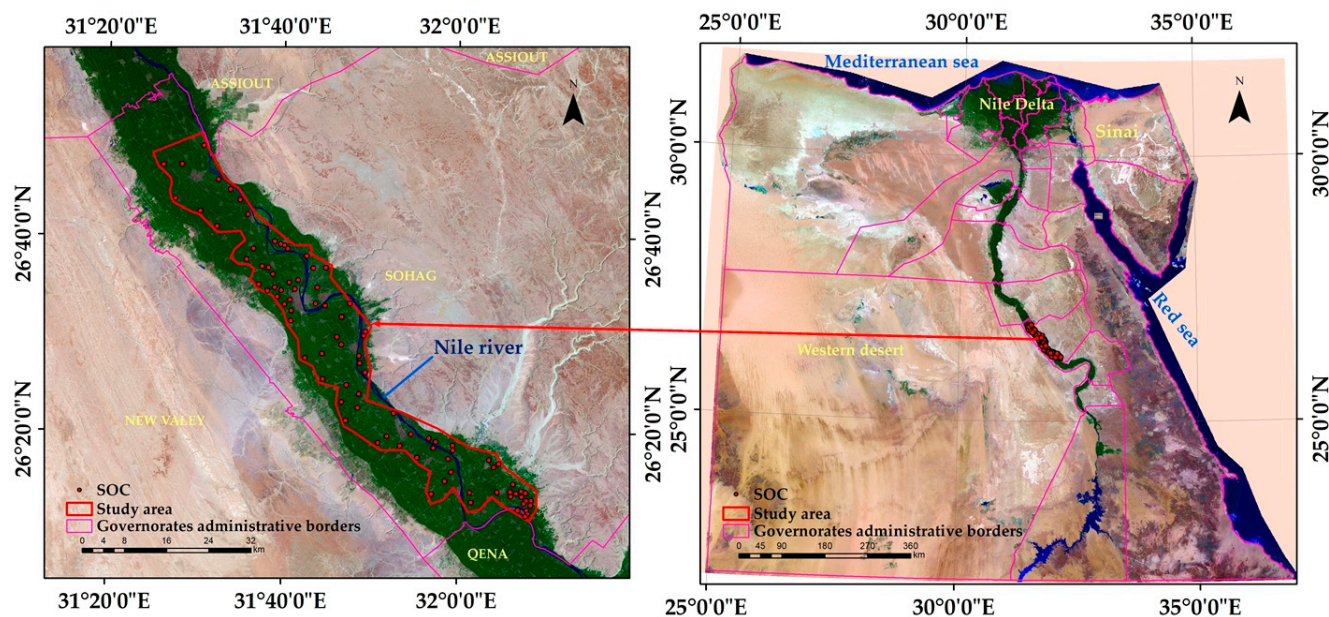 31°20'0"E
31°40'0"E
32°0'0"E
ASSIOUT
ASSIOUT
N
26°40'0"N
26°40'0"N
SOHAG
Nile river
26°20'0"N
26°20'0"N
NEW VALEY
SOC
Study area
Governorates administrative borders
0 4 8 16 24 32
km
QENA
31°20'0"E
31°40'0"E
32°0'0"E
25°0'0"E
30°0'0"E
35°0'0"E
Mediterranean sea
N
Nile Delta
Sinai
30°0'0"N
30°0'0"N
Red sea
Western desert
25°0'0"N
25°0'0"N
SOC
Study area
Governorates administrative borders
0 45 90 180 270 360
km
25°0'0"E
30°0'0"E
35°0'0"E